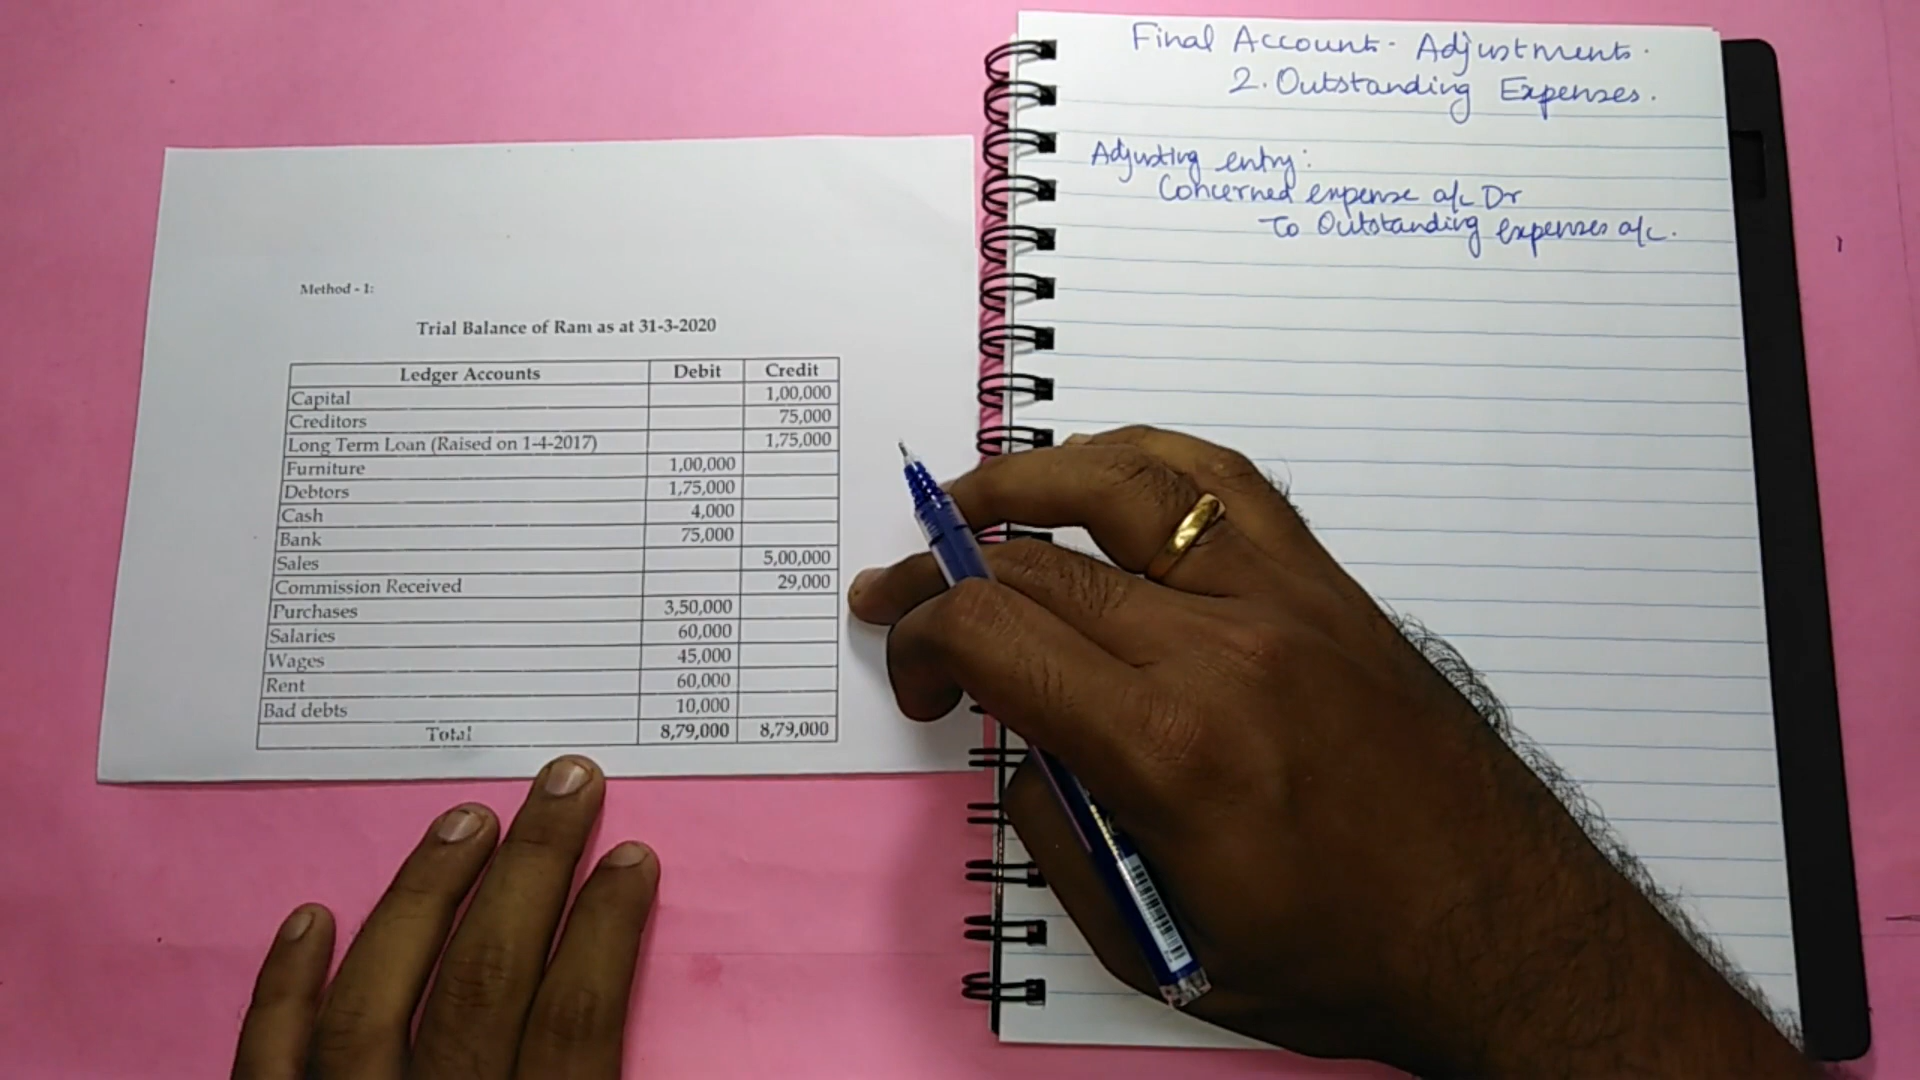 Final Account- Adjustments.
2. Outstanding Expenses.
Adjusting entry:
Concerned expense a/c Dr
To Outstanding expenses a/c.
Method - 1:
Trial Balance of Ram as at 31-3-2020
Ledger Accounts Debit Credit
Capital 1,00,000
Creditors 75,000
Long Term Loan (Raised on 1-4-2017) 1,75,000
Furniture 1,00,000
Debtors 1,75,000
Cash 4,000
Bank 75,000
Sales 5,00,000
Commission Received 29,000
Purchases 3,50,000
Salaries 60,000
Wages 45,000
Rent 60,000
Bad debts 10,000
Total 8,79,000 8,79,000